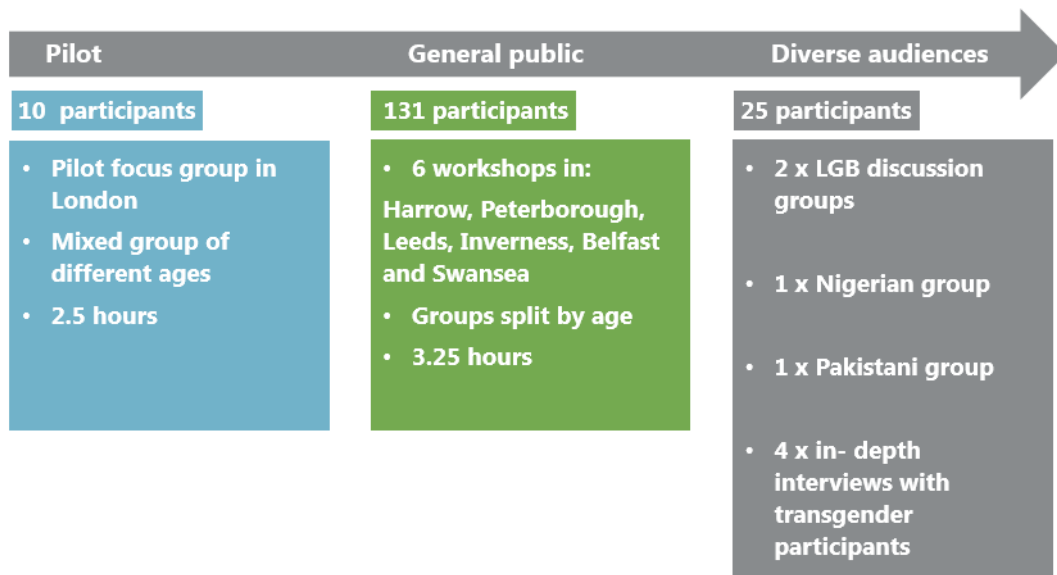 Pilot
General public
Diverse audiences
10 participants
• Pilot focus group in
London
• Mixed group of
different ages
• 2.5 hours
131 participants
• 6 workshops in:
Harrow, Peterborough,
Leeds, Inverness, Belfast
and Swansea
• Groups split by age
• 3.25 hours
25 participants
• 2 x LGB discussion
groups
• 1 x Nigerian group
• 1 x Pakistani group
• 4 x in- depth
interviews with
transgender
participants